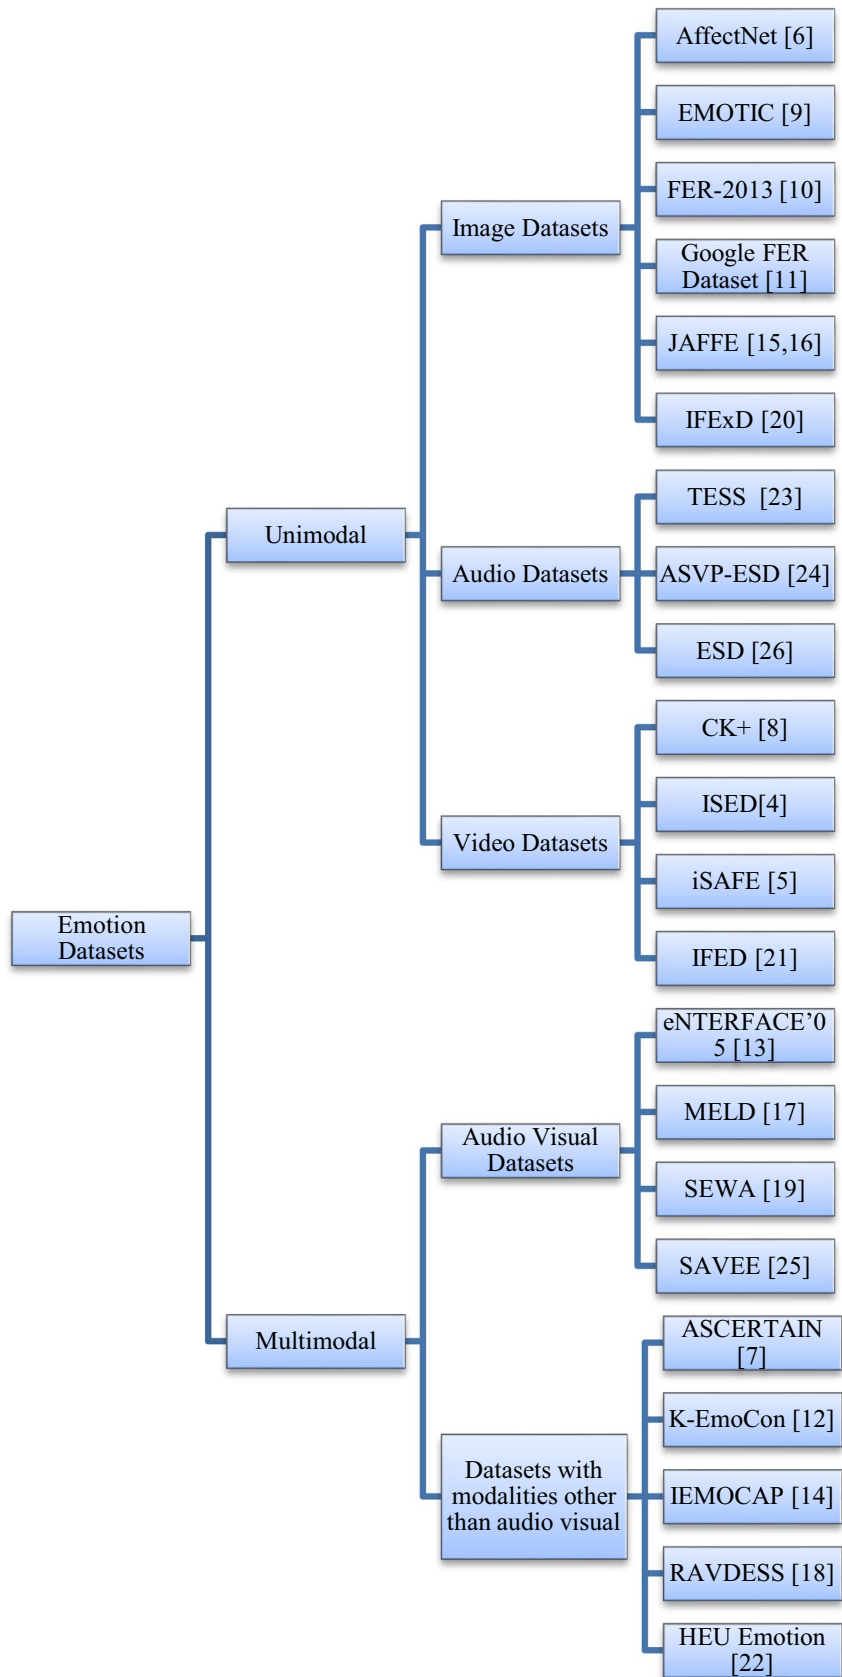 AffectNet [6]
EMOTIC [9]
FER-2013 [10]
Image Datasets
Google FER
Dataset [11]
JAFFE [15,16]
IFExD [20]
TESS [23]
Unimodal
Audio Datasets
ASVP-ESD [24]
ESD [26]
CK+ [8]
ISED[4]
Video Datasets
iSAFE [5]
Emotion
Datasets
IFED [21]
eNTERFACE’0
5 [13]
MELD [17]
Audio Visual
Datasets
SEWA [19]
SAVEE [25]
Multimodal
ASCERTAIN
[7]
K-EmoCon [12]
Datasets with
modalities other
than audio visual
IEMOCAP [14]
RAVDESS [18]
HEU Emotion
[22]